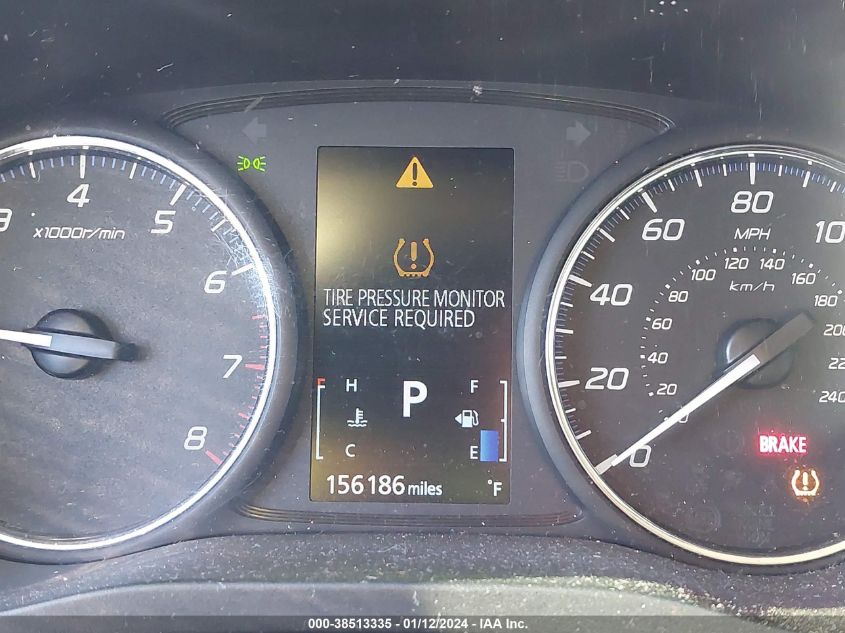 3 4 5 6 7 8
x1000r/min
TIRE PRESSURE MONITOR
SERVICE REQUIRED
H F
P
C E
156186 miles °F
0 20 40 60 80
MPH
20 40 60 80 100 120 140 160 180
km/h
240
BRAKE
000-38513335 - 01/12/2024 - IAA Inc.